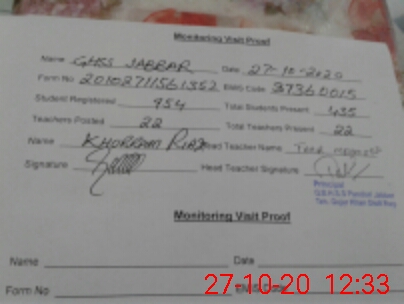 Monitoring Visit Proof
Name GHSS JABBAR Date 27-10-2020
Form No 20102711561352 EMIS Code 37360015
Student Registered 954 Total Students Present 435
Teachers Posted 22 Total Teachers Present 22
Name KHORRAM RIAZ Head Teacher Name
Signature Head Teacher Signature
Principal
Monitoring Visit Proof
Name Date
Form No
27-10-20 12:33